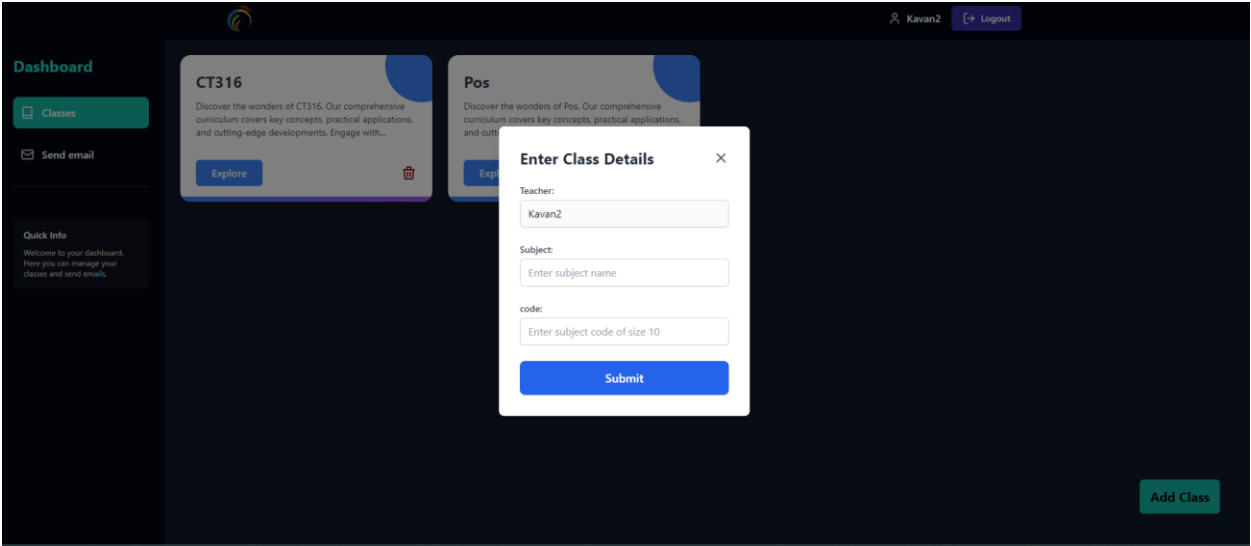 Kavan2
Logout
Dashboard
Classes
Send email
Quick Info
Welcome to your dashboard.
Here you can manage your
classes and send emails.
CT316
Discover the wonders of CT316. Our comprehensive
curriculum covers key concepts, practical applications,
and cutting-edge developments. Engage with...
Explore
Pos
Discover the wonders of Pos. Our comprehensive
curriculum covers key concepts, practical applications,
and cutt
Expl
Enter Class Details
Teacher:
Kavan2
Subject:
Enter subject name
code:
Enter subject code of size 10
Submit
Add Class